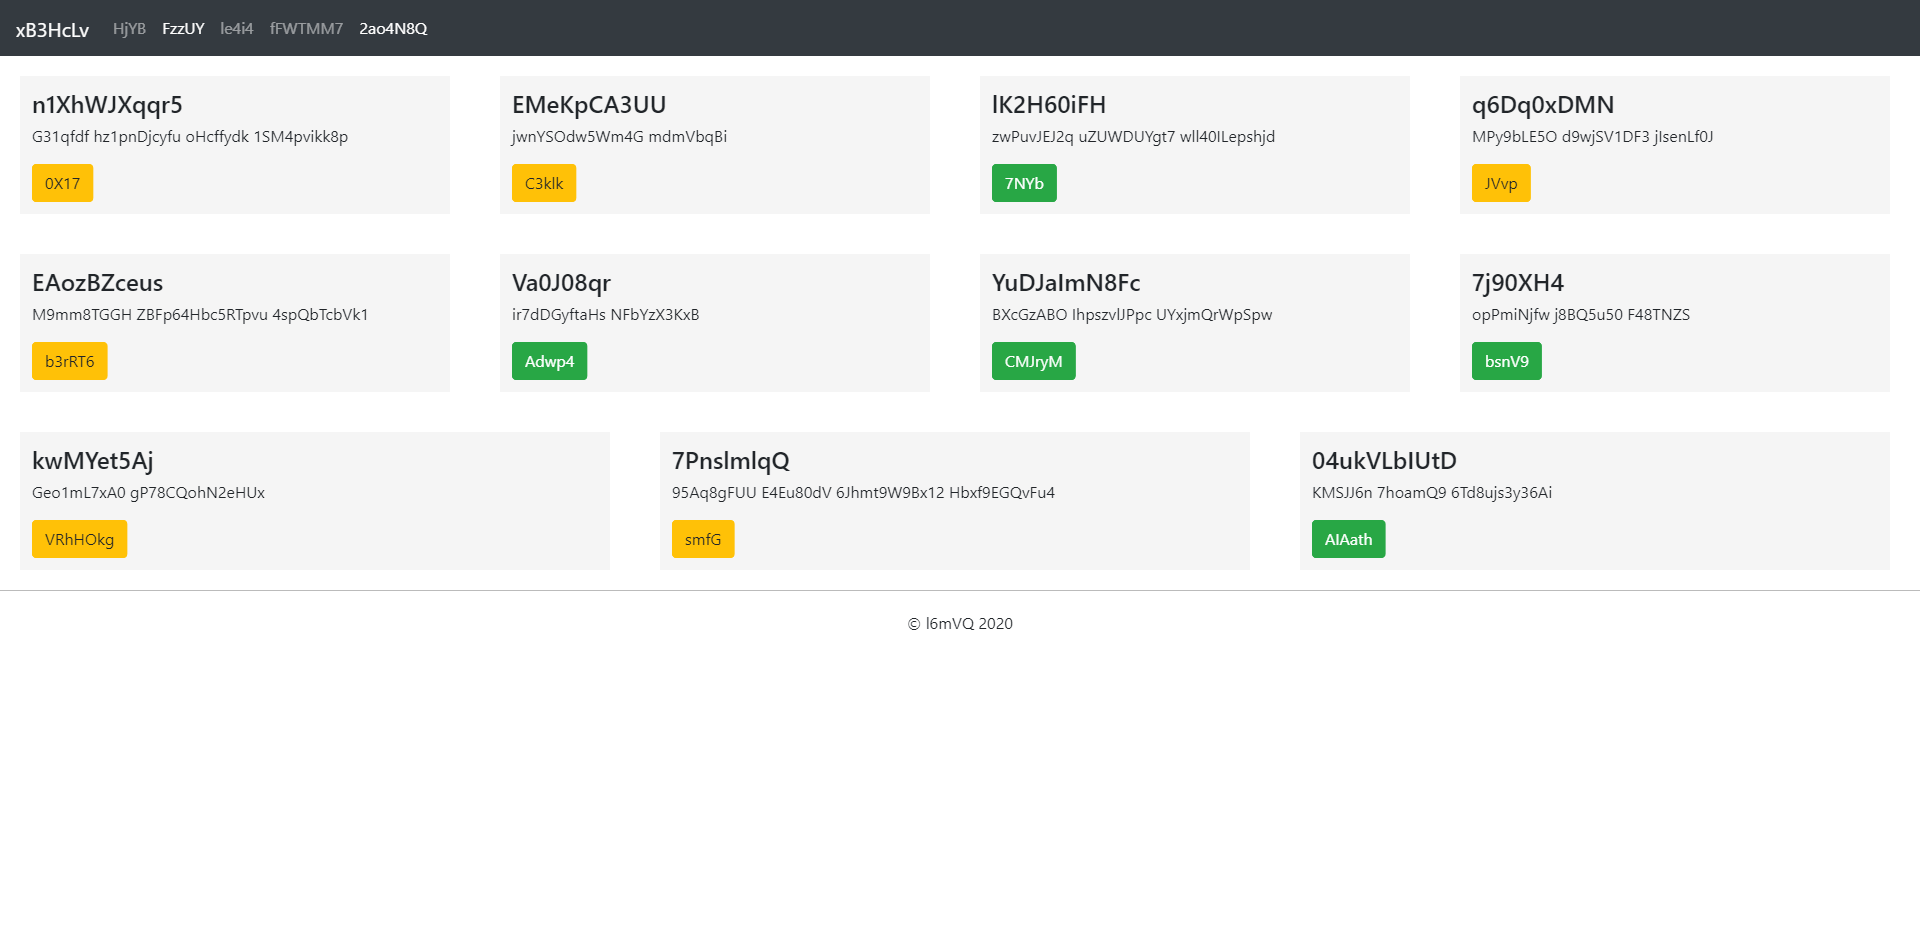 xB3HcLv HjYB FzzUY le4i4 fFWTMM7 2ao4N8Q
n1XhWJXqqr5
G31qfdf hz1pnDjcyfu oHcffydk 1SM4pvikk8p
0X17
EMeKpCA3UU
jwnYSOdw5Wm4G mdmVbqBi
C3klk
lK2H60iFH
zwPuvJEJ2q uZUWDUYgt7 wll40ILepshjd
7NYb
q6Dq0xDMN
MPy9bLE5O d9wjSV1DF3 jIsenLf0J
JVvp
EAozBZceus
M9mm8TGGH ZBFp64Hbc5RTpvu 4spQbTcbVk1
b3rRT6
Va0J08qr
ir7dDGyftaHs NFbYzX3KxB
Adwp4
YuDJaImN8Fc
BXcGzABO IhpszvlJPpc UYxjmQrWpSpw
CMJryM
7j90XH4
opPmiNjfw j8BQ5u50 F48TNZS
bsnV9
kwMYet5Aj
Geo1mL7xA0 gP78CQohN2eHUx
VRhHOkg
7PnslmlqQ
95Aq8gFUU E4Eu80dV 6Jhmt9W9Bx12 Hbxf9EGQvFu4
smfG
04ukVLbIUtD
KMSJJ6n 7hoamQ9 6Td8ujs3y36Ai
AIAath
© l6mVQ 2020